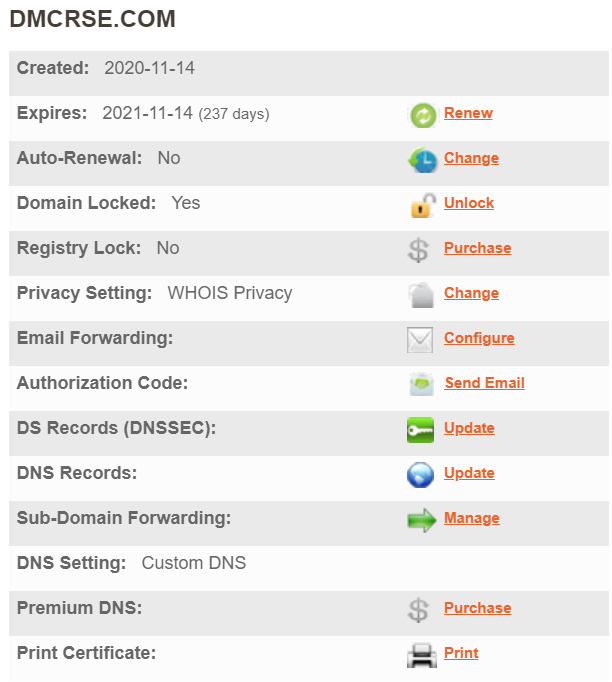 DMCRSE.COM
Created: 2020-11-14
Expires: 2021-11-14 (237 days) Renew
Auto-Renewal: No Change
Domain Locked: Yes Unlock
Registry Lock: No Purchase
Privacy Setting: WHOIS Privacy Change
Email Forwarding: Configure
Authorization Code: Send Email
DS Records (DNSSEC): Update
DNS Records: Update
Sub-Domain Forwarding: Manage
DNS Setting: Custom DNS
Premium DNS: Purchase
Print Certificate: Print